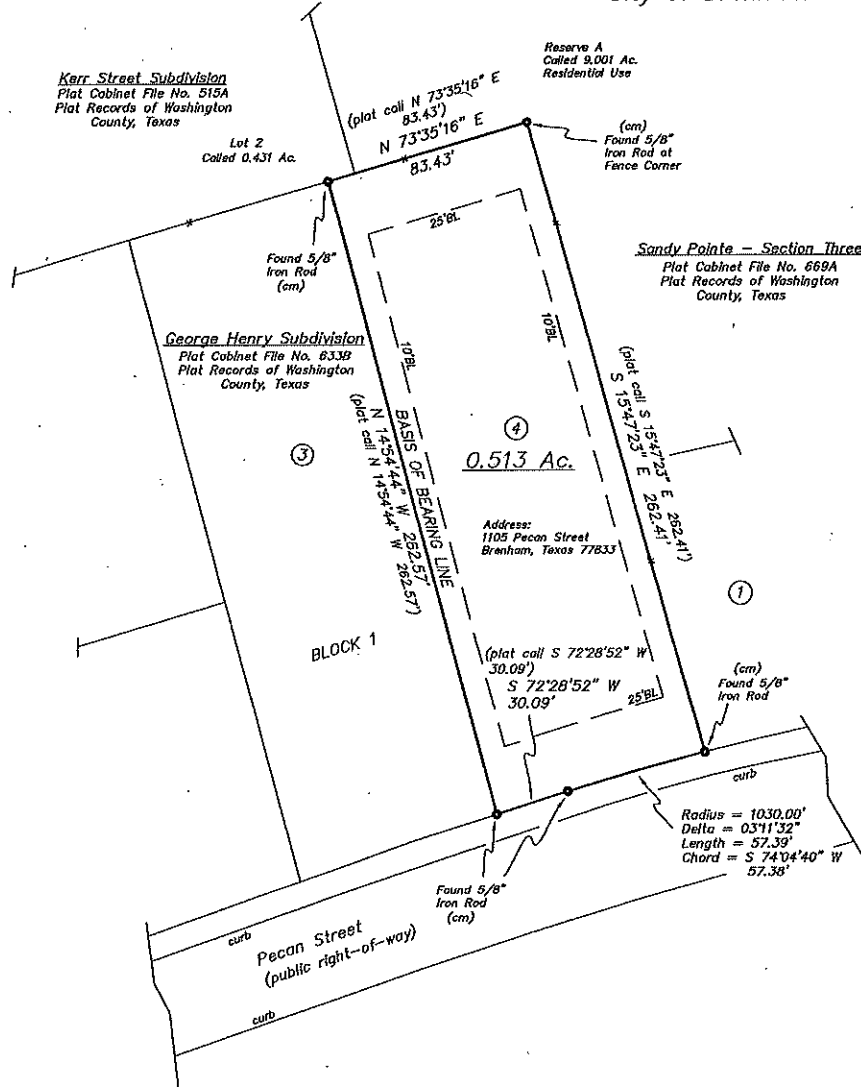 Kerr Street Subdivision
Plat Cabinet File No. 515A
Plat Records of Washington
County, Texas
Lot 2
Called 0.431 Ac.
Reserve A
Called 9.001 Ac.
Residential Use
(plat call N 73°35'16" E
83.43')
N 73°35'16" E
83.43'
(cm)
Found 5/8"
Iron Rod at
Fence Corner
Found 5/8"
Iron Rod
(cm)
25'BL
Sandy Pointe - Section Three
Plat Cabinet File No. 669A
Plat Records of Washington
County, Texas
George Henry Subdivision
Plat Cabinet File No. 633B
Plat Records of Washington
County, Texas
10'BL
10'BL
(plat call S 15°47'23" E 262.41')
S 15°47'23" E 262.41'
BASIS OF BEARING LINE
N 14°54'44" W 262.57'
(plat call N 14°54'44" W 262.57')
3
4
0.513 Ac.
Address:
1105 Pecan Street
Brenham, Texas 77833
1
BLOCK 1
(plat call S 72°28'52" W
30.09')
S 72°28'52" W
30.09'
25'BL
(cm)
Found 5/8"
Iron Rod
curb
Radius = 1030.00'
Delta = 03°11'32"
Length = 57.39'
Chord = S 74°04'40" W
57.38'
Found 5/8"
Iron Rod
(cm)
curb
Pecan Street
(public right-of-way)
curb